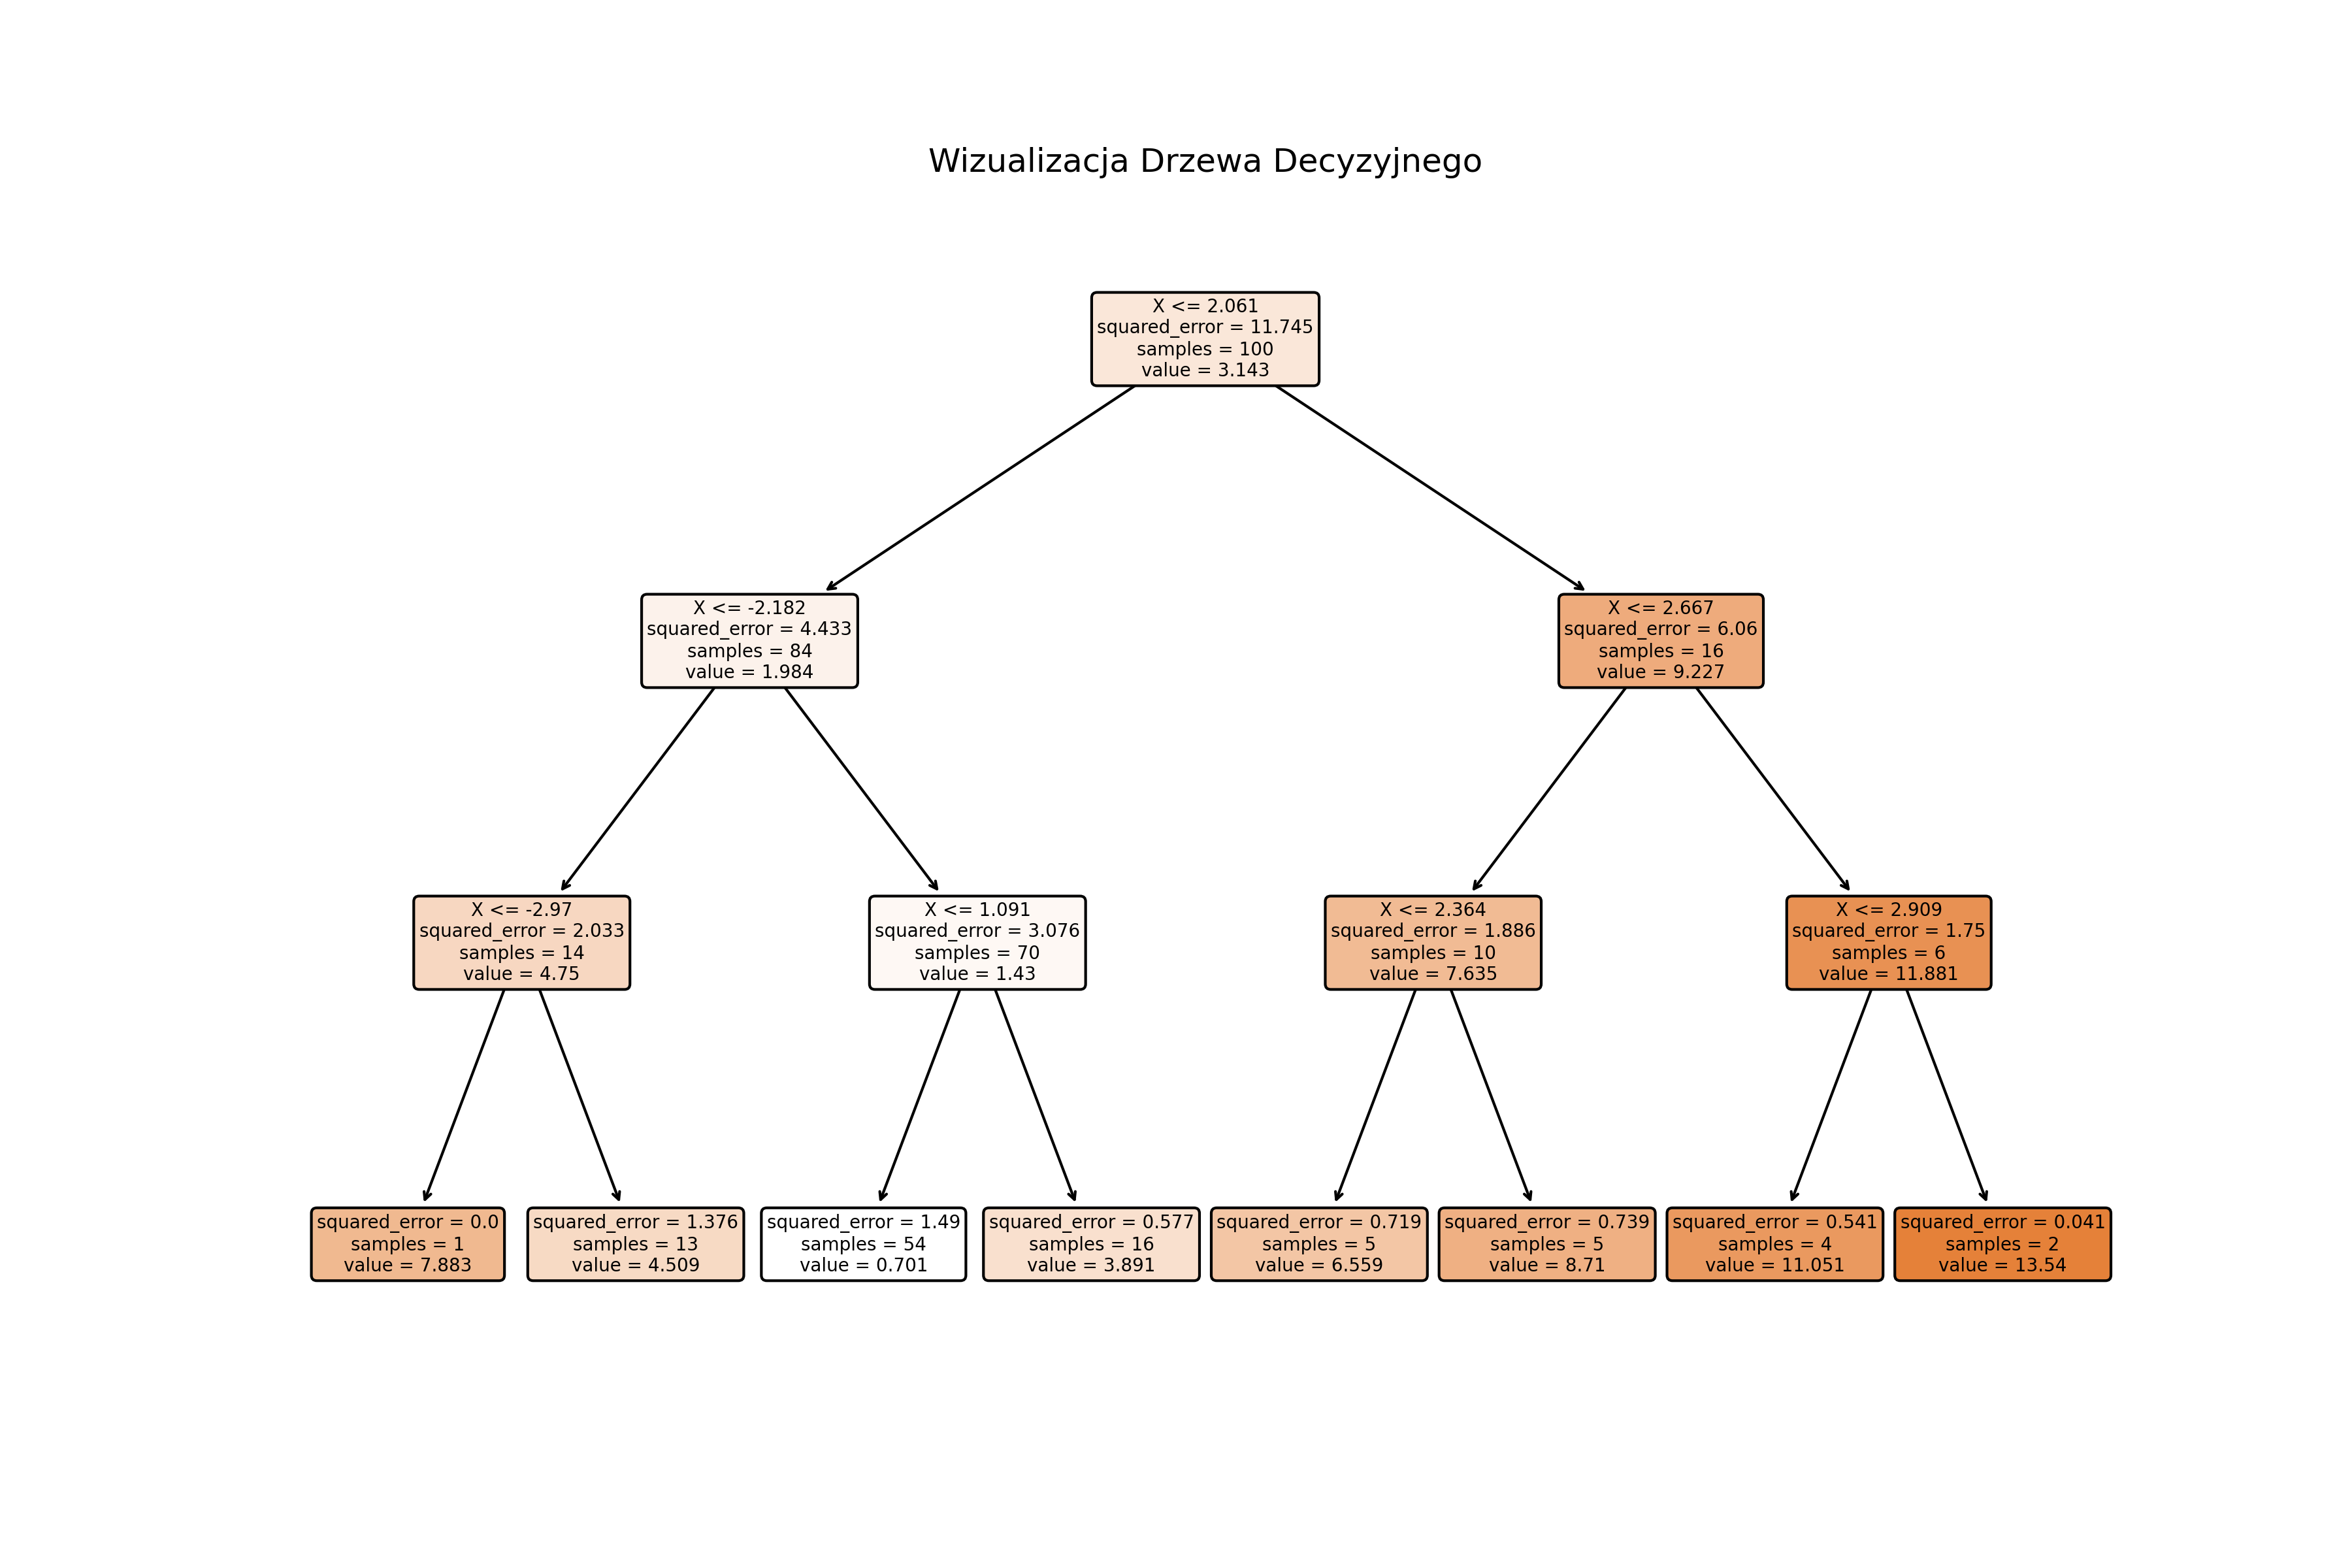 Wizualizacja Drzewa Decyzyjnego
X <= 2.061
squared_error = 11.745
samples = 100
value = 3.143
X <= -2.182
squared_error = 4.433
samples = 84
value = 1.984
X <= 2.667
squared_error = 6.06
samples = 16
value = 9.227
X <= -2.97
squared_error = 2.033
samples = 14
value = 4.75
X <= 1.091
squared_error = 3.076
samples = 70
value = 1.43
X <= 2.364
squared_error = 1.886
samples = 10
value = 7.635
X <= 2.909
squared_error = 1.75
samples = 6
value = 11.881
squared_error = 0.0
samples = 1
value = 7.883
squared_error = 1.376
samples = 13
value = 4.509
squared_error = 1.49
samples = 54
value = 0.701
squared_error = 0.577
samples = 16
value = 3.891
squared_error = 0.719
samples = 5
value = 6.559
squared_error = 0.739
samples = 5
value = 8.71
squared_error = 0.541
samples = 4
value = 11.051
squared_error = 0.041
samples = 2
value = 13.54